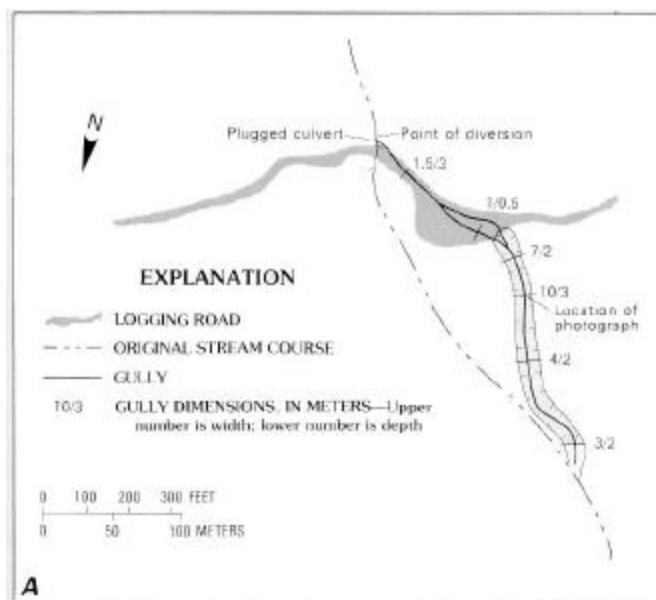 N
Plugged culvert
Point of diversion
1.5/3
1/0.5
7/2
10/3
Location of
photograph
4/2
3/2
EXPLANATION
LOGGING ROAD
ORIGINAL STREAM COURSE
GULLY
10/3 GULLY DIMENSIONS, IN METERS—Upper
number is width; lower number is depth
0 100 200 300 FEET
0 50 100 METERS
A